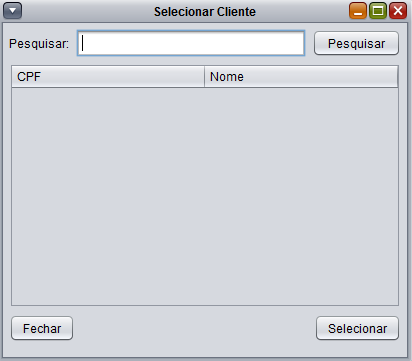 Selecionar Cliente
Pesquisar: Pesquisar
CPF Nome
Fechar Selecionar